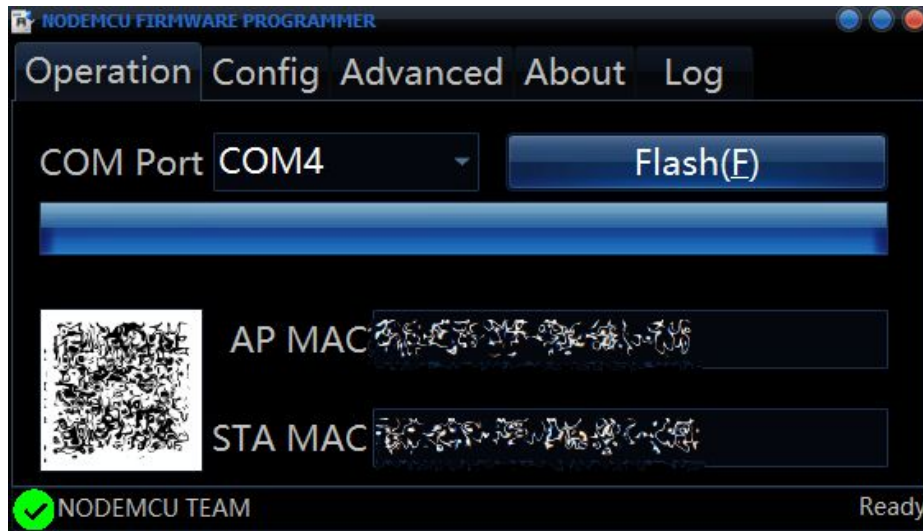 NODEMCU FIRMWARE PROGRAMMER
Operation Config Advanced About Log
COM Port COM4 Flash(F)
AP MAC
STA MAC
NODEMCU TEAM Ready